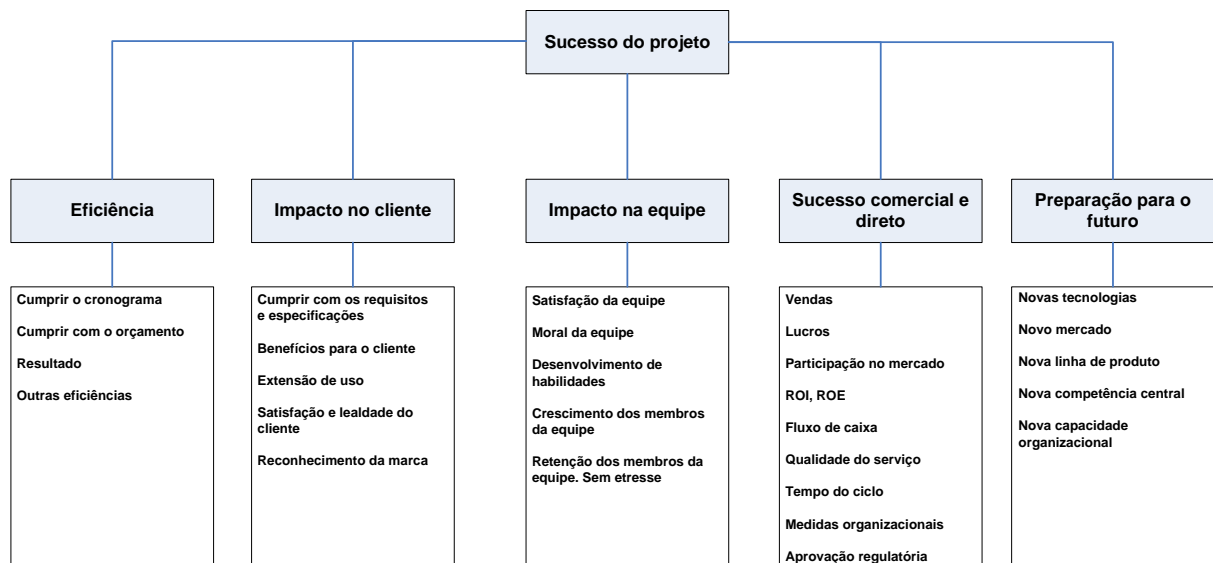 Sucesso do projeto
Eficiência
Cumprir o cronograma
Cumprir com o orçamento
Resultado
Outras eficiências
Impacto no cliente
Cumprir com os requisitos
e especificações
Benefícios para o cliente
Extensão de uso
Satisfação e lealdade do
cliente
Reconhecimento da marca
Impacto na equipe
Satisfação da equipe
Moral da equipe
Desenvolvimento de
habilidades
Crescimento dos membros
da equipe
Retenção dos membros da
equipe. Sem etresse
Sucesso comercial e
direto
Vendas
Lucros
Participação no mercado
ROI, ROE
Fluxo de caixa
Qualidade do serviço
Tempo do ciclo
Medidas organizacionais
Aprovação regulatória
Preparação para o
futuro
Novas tecnologias
Novo mercado
Nova linha de produto
Nova competência central
Nova capacidade
organizacional